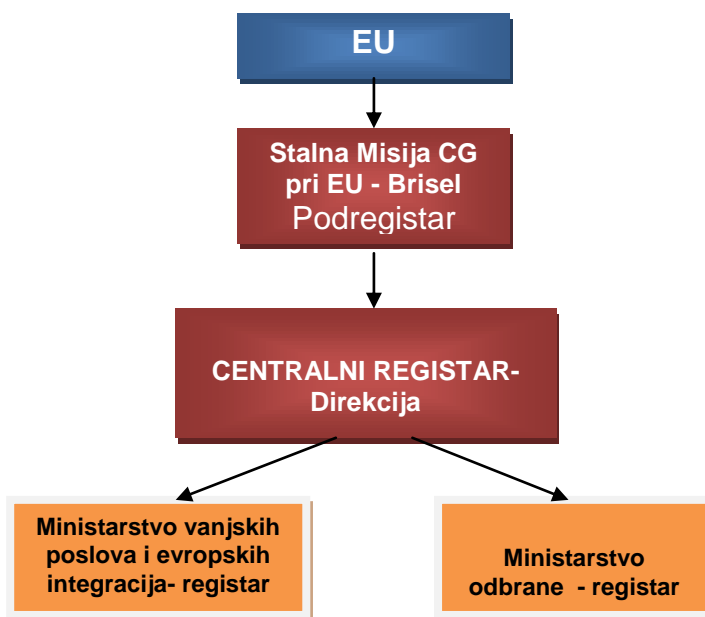 EU
Stalna Misija CG
pri EU - Brisel
Podregistar
CENTRALNI REGISTAR-
Direkcija
Ministarstvo vanjskih
poslova i evropskih
integracija- registar
Ministarstvo
odbrane - registar